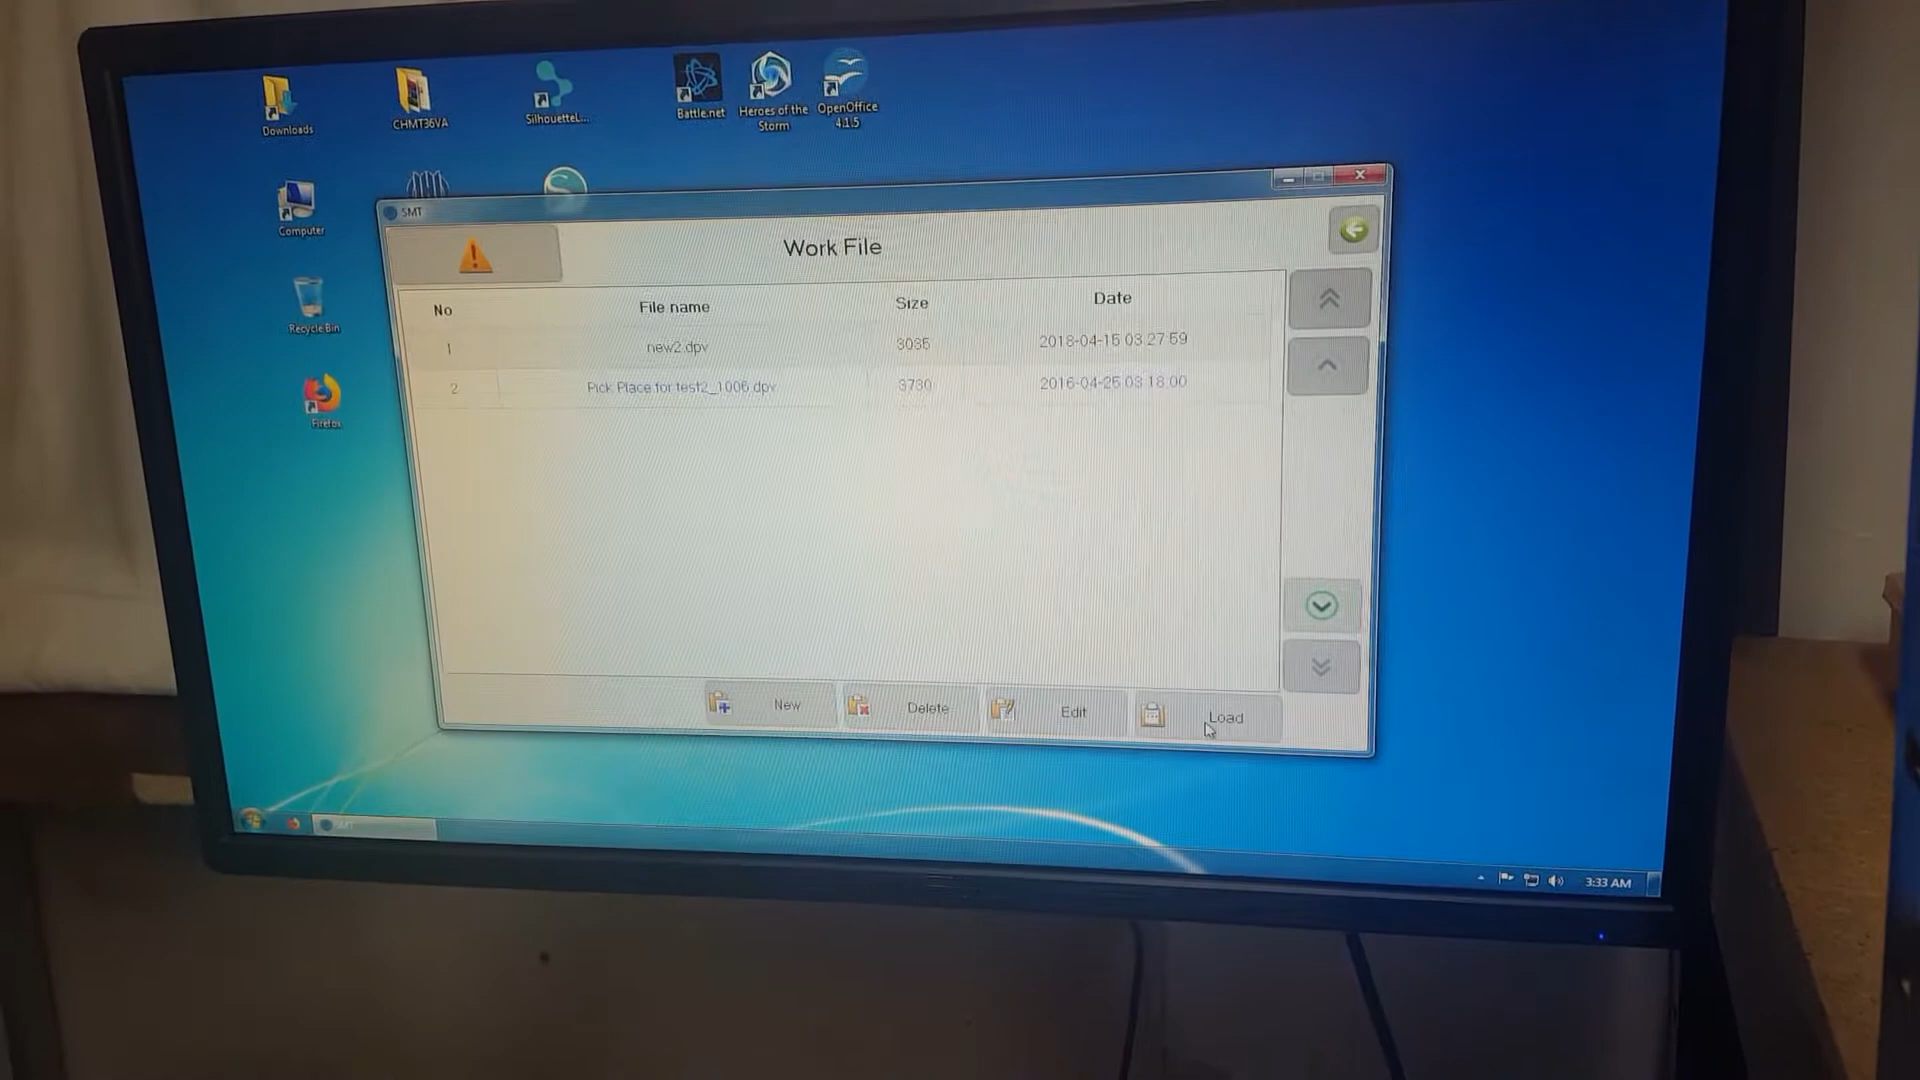 Downloads
CHMT36VA
SilhouetteL...
Battle.net
Heroes of the
Storm
OpenOffice
4.1.5
Computer
Recycle Bin
Firefox
SMT
Work File
No File name Size Date
1 new2.dpv 3035 2018-04-15 03:27:59
2 Pick Place for test2_1006.dpv 3730 2016-04-25 03:18:00
New Delete Edit Load
SMT
3:33 AM